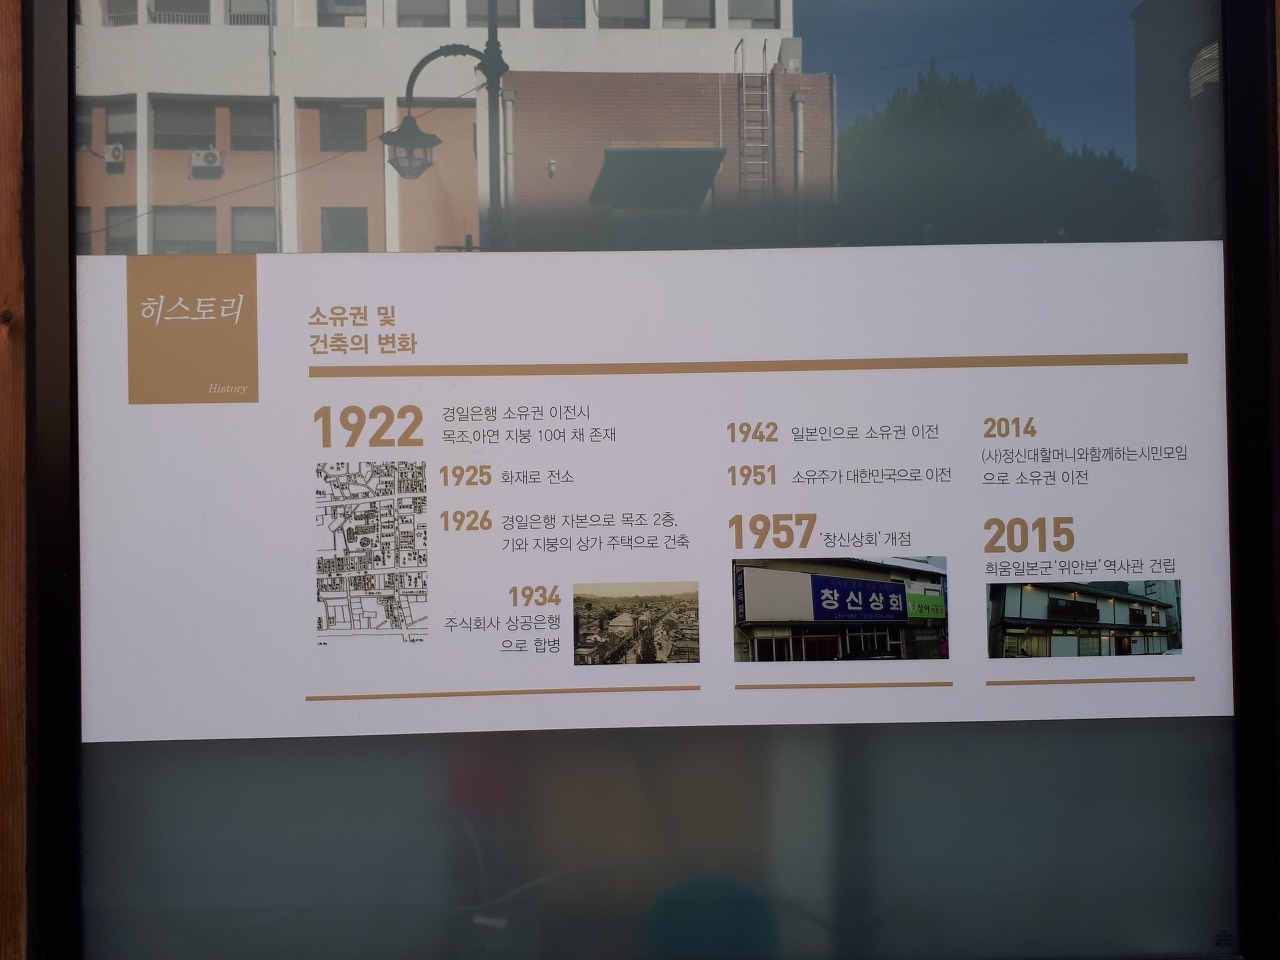 히스토리
History
소유권 및
건축의 변화
1922
경일은행 소유권 이전시
목조,아연 지붕 10여 채 존재
1925 화재로 전소
1926 경일은행 자본으로 목조 2층,
기와 지붕의 상가 주택으로 건축
1934
주식회사 상공은행
으로 합병
1942 일본인으로 소유권 이전
1951 소유주가 대한민국으로 이전
1957 '창신상회' 개점
창신상회
2014
(사)정신대할머니와함께하는시민모임
으로 소유권 이전
2015
희움일본군'위안부'역사관 건립